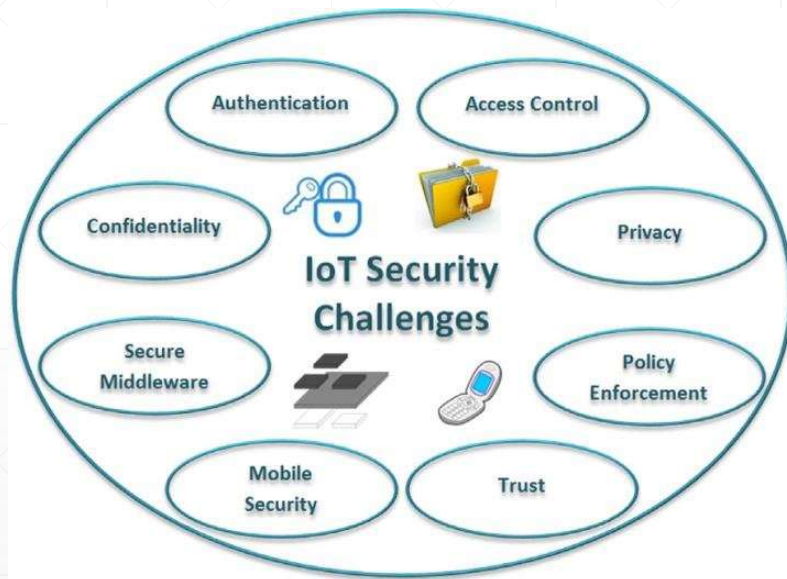 Authentication
Access Control
Confidentiality
Privacy
IoT Security
Challenges
Secure
Middleware
Policy
Enforcement
Mobile
Security
Trust